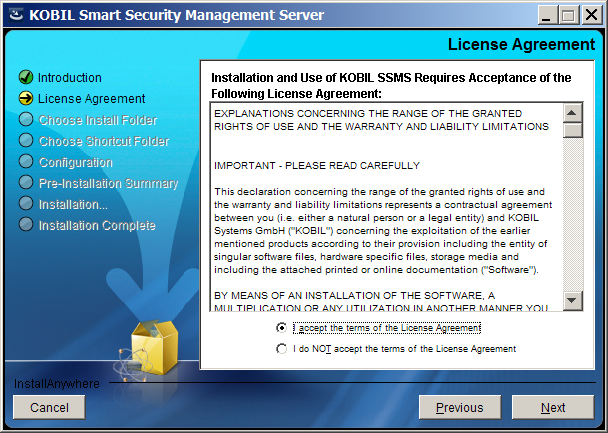 KOBIL Smart Security Management Server
License Agreement
Introduction
License Agreement
Choose Install Folder
Choose Shortcut Folder
Configuration
Pre-Installation Summary
Installation...
Installation Complete
Installation and Use of KOBIL SSMS Requires Acceptance of the
Following License Agreement:
EXPLANATIONS CONCERNING THE RANGE OF THE GRANTED
RIGHTS OF USE AND THE WARRANTY AND LIABILITY LIMITATIONS
IMPORTANT - PLEASE READ CAREFULLY
This declaration concerning the range of the granted rights of use and
the warranty and liability limitations represents a contractual agreement
between you (i.e. either a natural person or a legal entity) and KOBIL
Systems GmbH ("KOBIL") concerning the exploitation of the earlier
mentioned products according to their provision including the entity of
singular software files, hardware specific files, storage media and
including the attached printed or online documentation ("Software").
BY MEANS OF AN INSTALLATION OF THE SOFTWARE, A
MULTIPLICATION OR ANY UTILIZATION IN ANOTHER MANNER YOU
I accept the terms of the License Agreement
I do NOT accept the terms of the License Agreement
InstallAnywhere
Cancel
Previous
Next